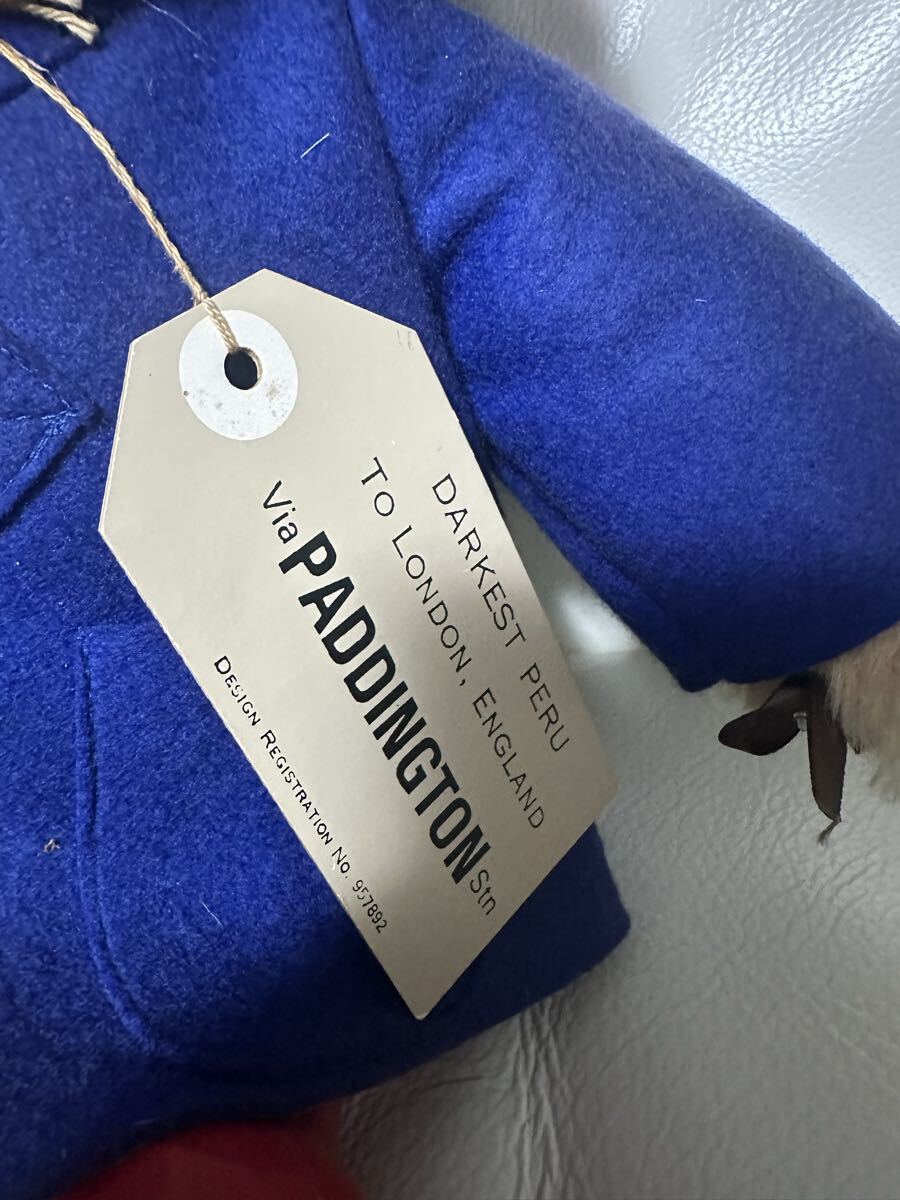 DARKEST PERU
TO LONDON, ENGLAND
Via PADDINGTON Stn
DESIGN REGISTRATION NO. 957892